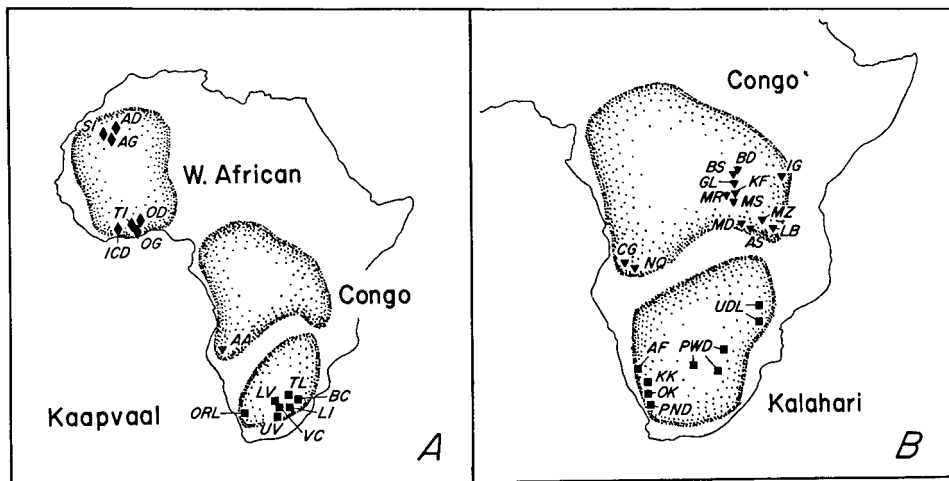 SI
AD
AG
W. African
TI
OD
ICD
OG
Congo
AA
LV
TL
BC
ORL
LI
UV
VC
Kaapvaal
A
Congo
BS
BD
IG
GL
KF
MR
MS
MD
MZ
AS
LB
CG
NQ
UDL
AF
PWD
KK
OK
PND
Kalahari
B